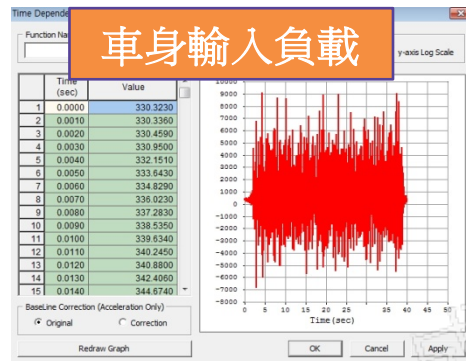 Time Depende
車身輸入負載
Function Na
y-axis Log Scale
Time (sec) Value
1 0.0000 330.3230
2 0.0010 330.3360
3 0.0020 330.4590
4 0.0030 330.9500
5 0.0040 332.1510
6 0.0050 333.6430
7 0.0060 334.8290
8 0.0070 336.0230
9 0.0080 337.2830
10 0.0090 338.5350
11 0.0100 339.6340
12 0.0110 340.2450
13 0.0120 340.8800
14 0.0130 342.4060
15 0.0140 344.6740
10000
9000
8000
7000
6000
5000
4000
3000
2000
1000
0
-1000
-2000
-3000
-4000
-5000
-6000
-7000
-8000
0 5 10 15 20 25 30 35 40 45 50
Time(sec)
BaseLine Correction (Acceleration Only)
Original Correction
Redraw Graph OK Cancel Apply